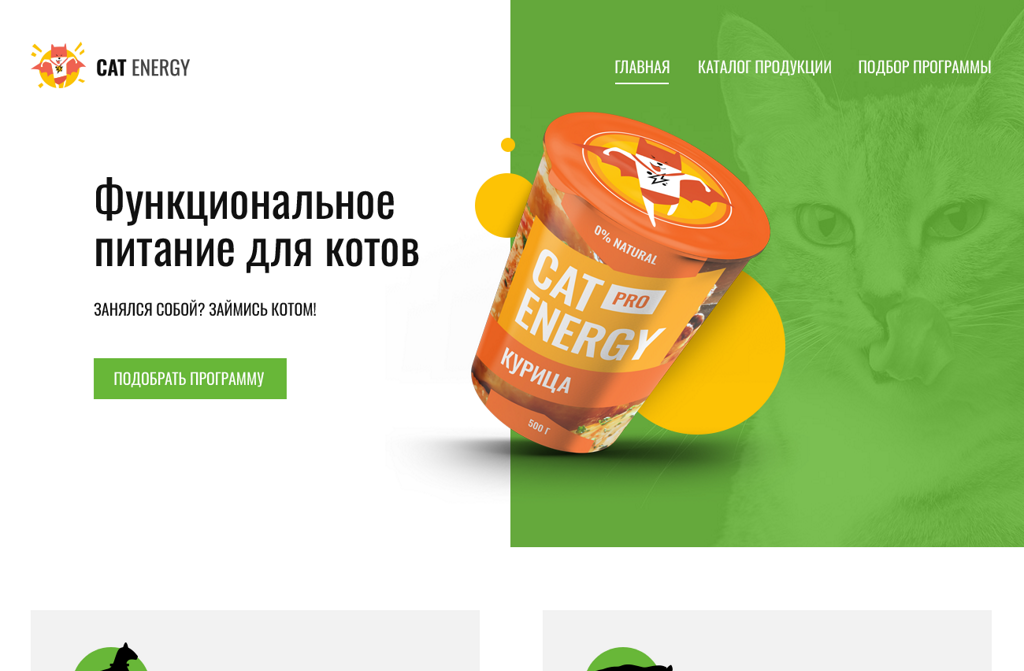 CAT ENERGY
ГЛАВНАЯ
КАТАЛОГ ПРОДУКЦИИ
ПОДБОР ПРОГРАММЫ
Функциональное
питание для котов
ЗАНЯЛСЯ СОБОЙ? ЗАЙМИСЬ КОТОМ!
ПОДОБРАТЬ ПРОГРАММУ
0% NATURAL
CAT PRO
ENERGY
КУРИЦА
500 Г